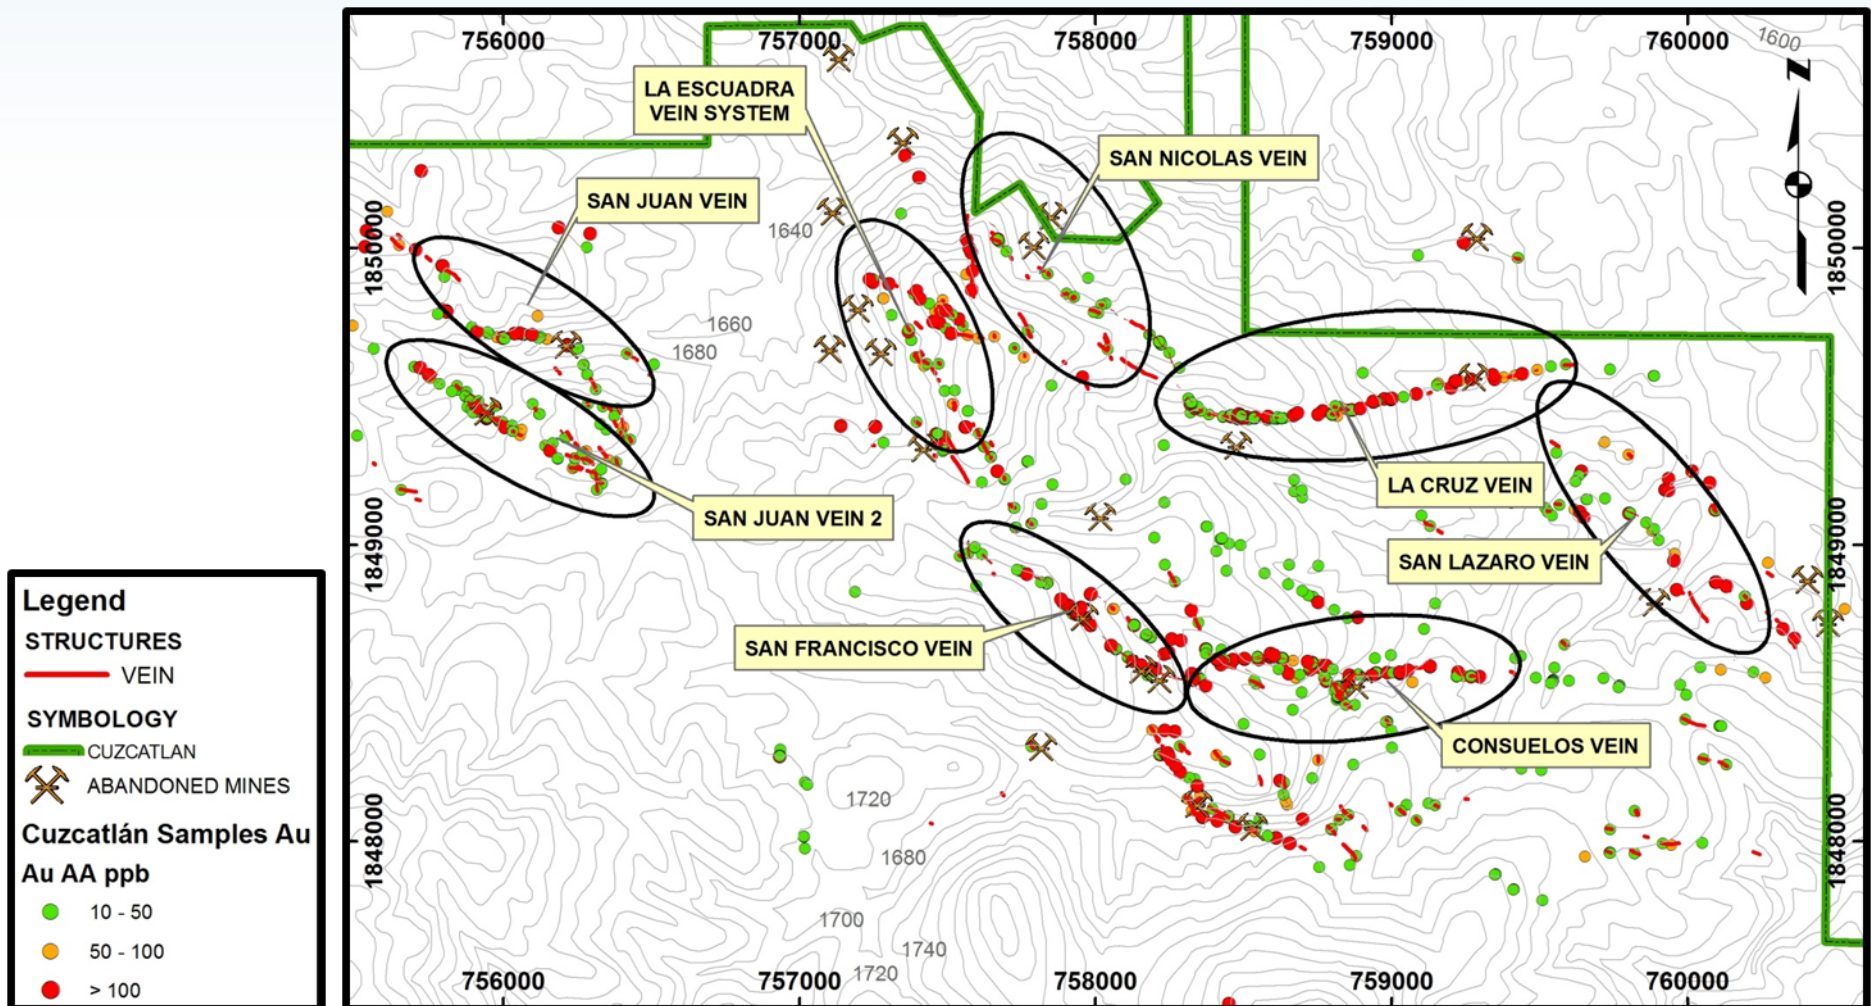 756000
757000
758000
759000
760000
1600
Z
LA ESCUADRA
VEIN SYSTEM
SAN NICOLAS VEIN
SAN JUAN VEIN
1850000
1640
1850000
1660
1680
LA CRUZ VEIN
SAN JUAN VEIN 2
SAN LAZARO VEIN
1849000
1849000
SAN FRANCISCO VEIN
CONSUELOS VEIN
1720
1848000
1848000
1680
1700
1740
1720
756000
757000
758000
759000
760000
Legend
STRUCTURES
VEIN
SYMBOLOGY
CUZCATLAN
ABANDONED MINES
Cuzcatlán Samples Au
Au AA ppb
10 - 50
50 - 100
> 100